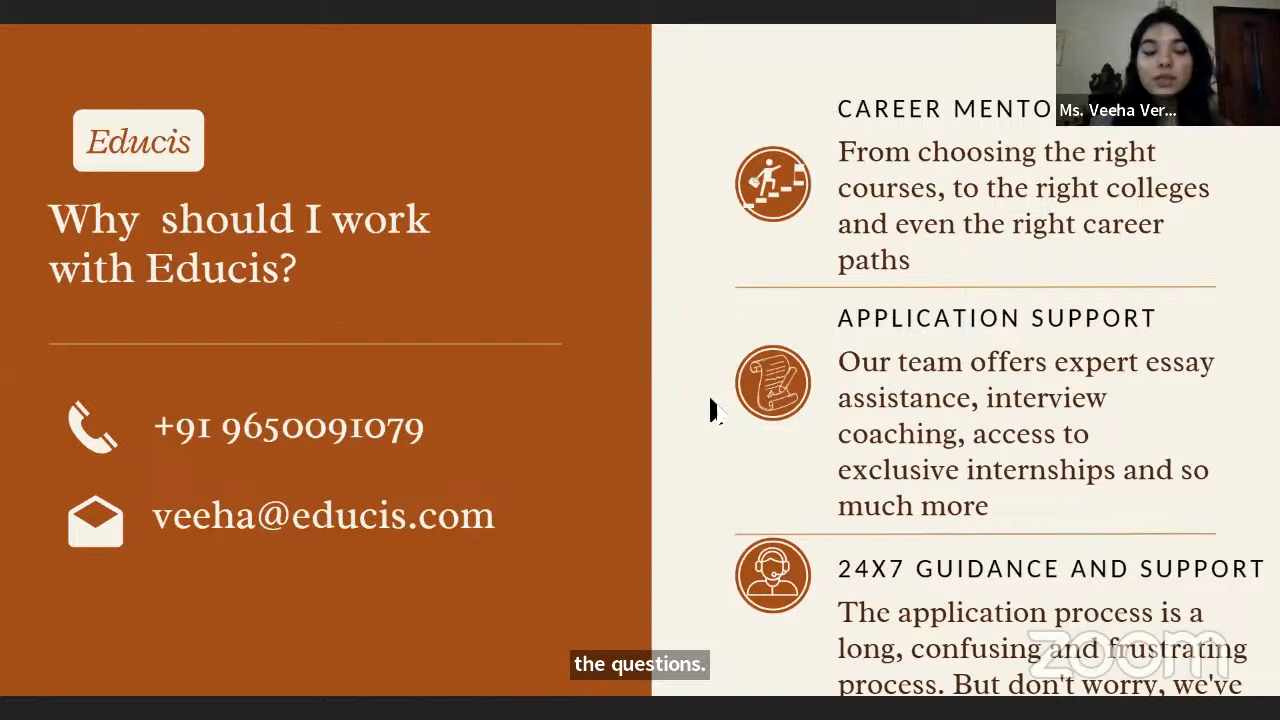 Educis
Why should I work
with Educis?
+91 9650091079
veeha@educis.com
CAREER MENTO
Ms. Veeha Ver...
From choosing the right
courses, to the right colleges
and even the right career
paths
APPLICATION SUPPORT
Our team offers expert essay
assistance, interview
coaching, access to
exclusive internships and so
much more
24X7 GUIDANCE AND SUPPORT
The application process is a
long, confusing and frustrating
process. But don't worry, we've
zoom
the questions.